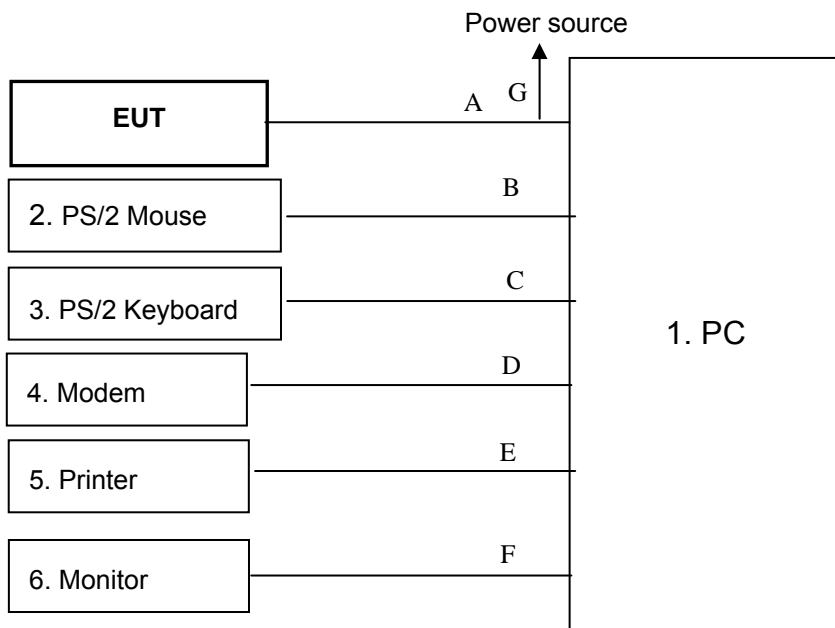 Power source
A
G
EUT
B
2. PS/2 Mouse
C
3. PS/2 Keyboard
1. PC
D
4. Modem
E
5. Printer
F
6. Monitor